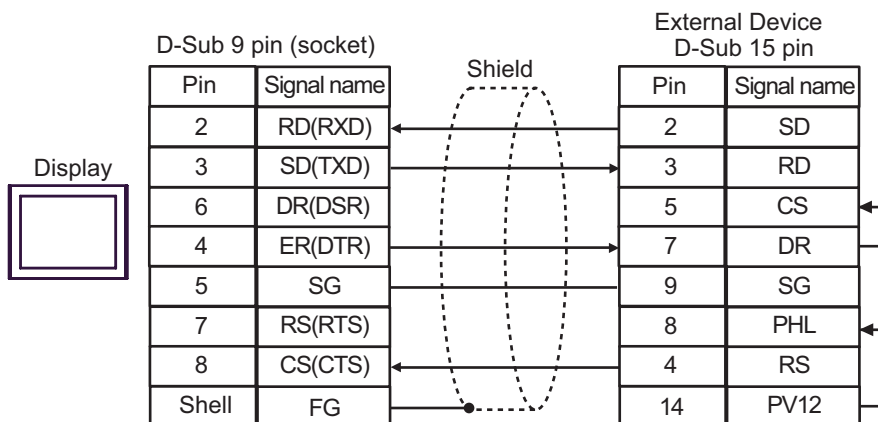 External Device
D-Sub 9 pin (socket) D-Sub 15 pin
Shield
Pin Signal name Pin Signal name
2 RD(RXD) 2 SD
Display 3 SD(TXD) 3 RD
6 DR(DSR) 5 CS
4 ER(DTR) 7 DR
5 SG 9 SG
7 RS(RTS) 8 PHL
8 CS(CTS) 4 RS
Shell FG 14 PV12